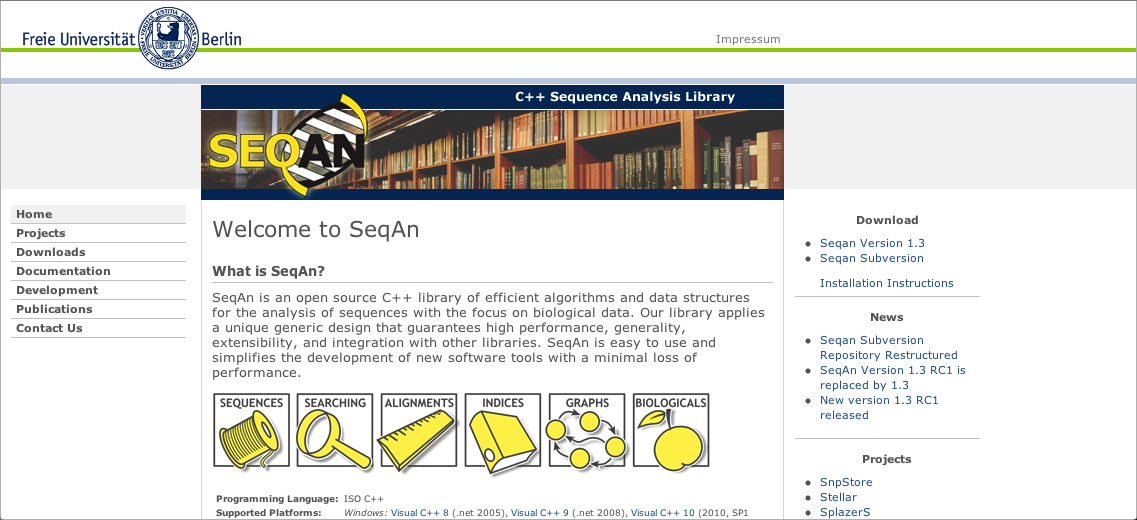 Freie Universität Berlin
Impressum
C++ Sequence Analysis Library
SEQAN
Home
Projects
Downloads
Documentation
Development
Publications
Contact Us
Welcome to SeqAn
What is SeqAn?
SeqAn is an open source C++ library of efficient algorithms and data structures
for the analysis of sequences with the focus on biological data. Our library applies
a unique generic design that guarantees high performance, generality,
extensibility, and integration with other libraries. SeqAn is easy to use and
simplifies the development of new software tools with a minimal loss of
performance.
SEQUENCES SEARCHING ALIGNMENTS INDICES GRAPHS BIOLOGICALS
Programming Language: ISO C++
Supported Platforms: Windows: Visual C++ 8 (.net 2005), Visual C++ 9 (.net 2008), Visual C++ 10 (2010, SP1
Download
Seqan Version 1.3
Seqan Subversion
Installation Instructions
News
Seqan Subversion
Repository Restructured
SeqAn Version 1.3 RC1 is
replaced by 1.3
New version 1.3 RC1
released
Projects
SnpStore
Stellar
SplazerS